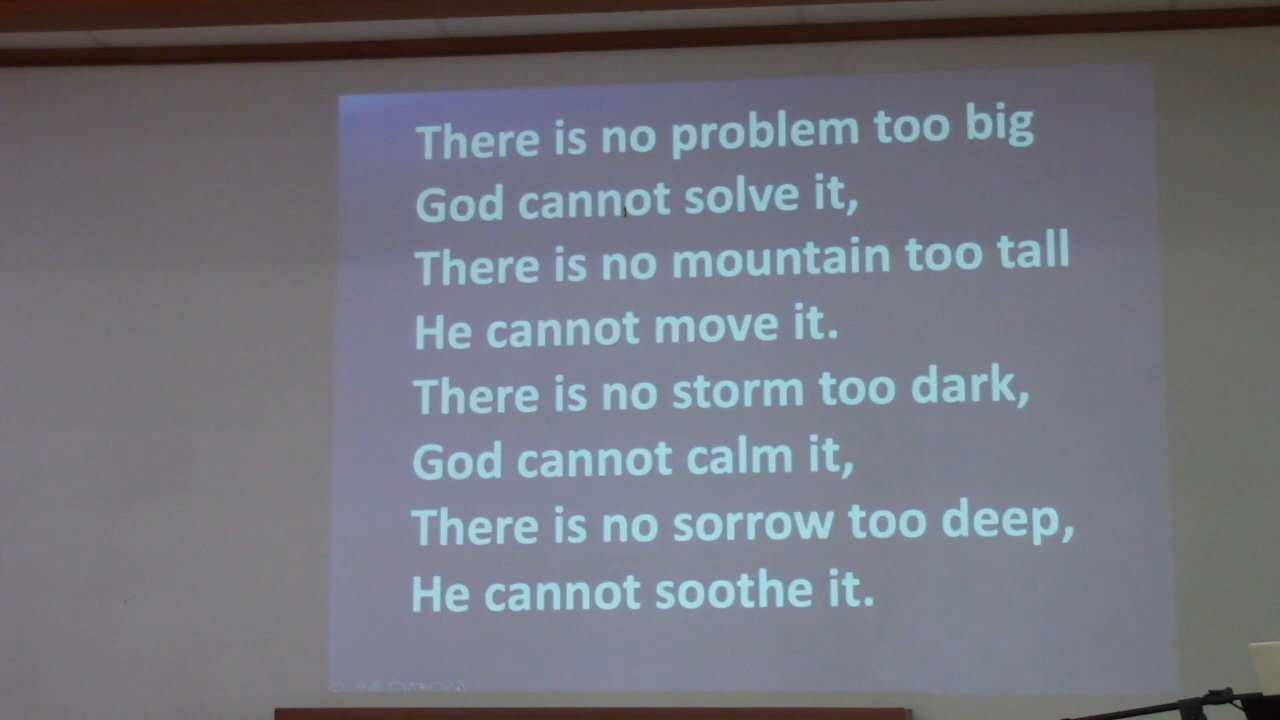 There is no problem too big
God cannot solve it,
There is no mountain too tall
He cannot move it.
There is no storm too dark,
God cannot calm it,
There is no sorrow too deep,
He cannot soothe it.